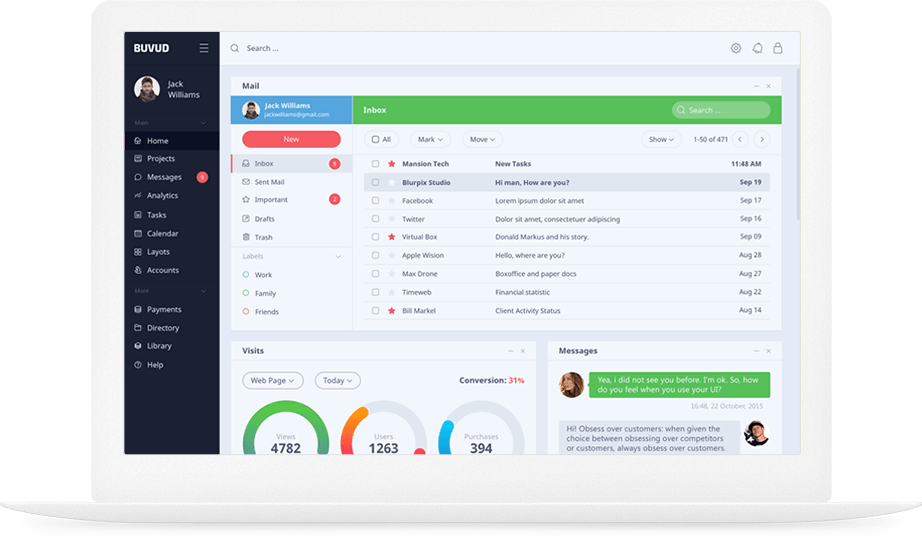 BUVUD
Search ...
Jack
Williams
Main
Home
Projects
Messages 9
Analytics
Tasks
Calendar
Layots
Accounts
More
Payments
Directory
Library
Help
Mail
Jack Williams
jackwilliams@gmail.com
Inbox
Search ...
New
All Mark Move Show 1-50 of 471
Inbox 9
Sent Mail
Important 2
Drafts
Trash
Labels
Work
Family
Friends
Mansion Tech New Tasks 11:48 AM
Blurpix Studio Hi man, How are you? Sep 19
Facebook Lorem ipsum dolor sit amet Sep 17
Twitter Dolor sit amet, consectetuer adipiscing Sep 16
Virtual Box Donald Markus and his story. Sep 09
Apple Wision Hello, where are you? Aug 28
Max Drone Boxoffice and paper docs Aug 27
Timeweb Financial statistic Aug 22
Bill Markel Client Activity Status Aug 14
Visits
Web Page Today Conversion: 31%
Views
4782
Users
1263
Purchases
394
Messages
Yea, i did not see you before. I'm ok. So, how
do you feel when you use your UI?
16:48, 22 October, 2015
Hi! Obsess over customers: when given the
choice between obsessing over competitors
or customers, always obsess over customers.